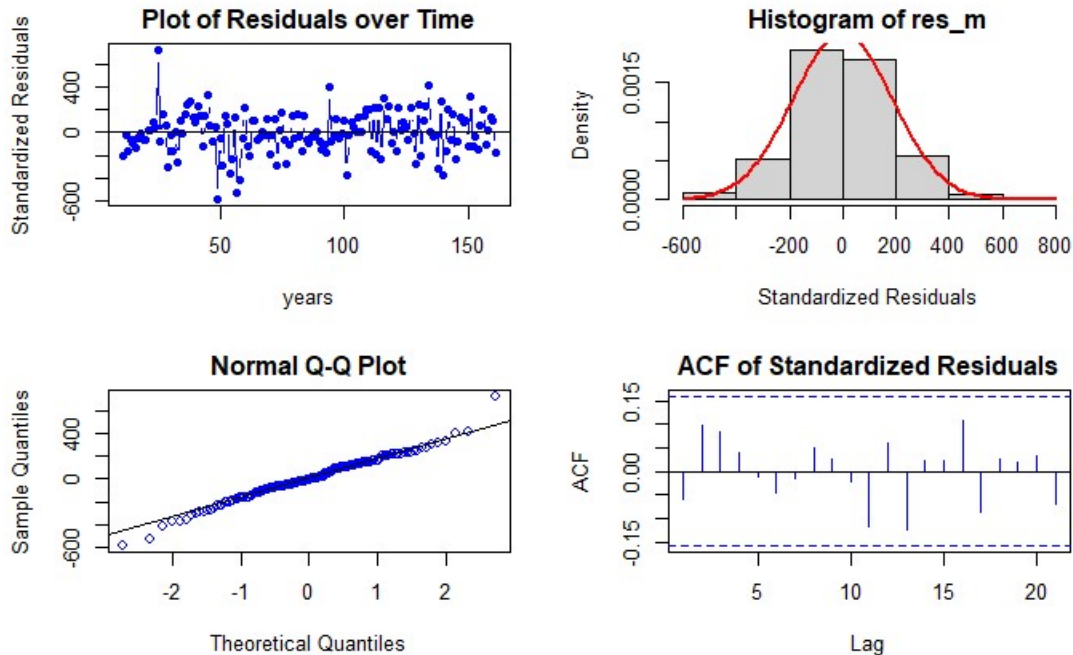 Plot of Residuals over Time
Standardized Residuals
400
0
-600
50 100 150
years
Histogram of res_m
Density
0.0015
0.0000
-600 -200 0 200 400 600 800
Standardized Residuals
Normal Q-Q Plot
Sample Quantiles
400
0
-600
-2 -1 0 1 2
Theoretical Quantiles
ACF of Standardized Residuals
ACF
0.15
0.00
-0.15
5 10 15 20
Lag